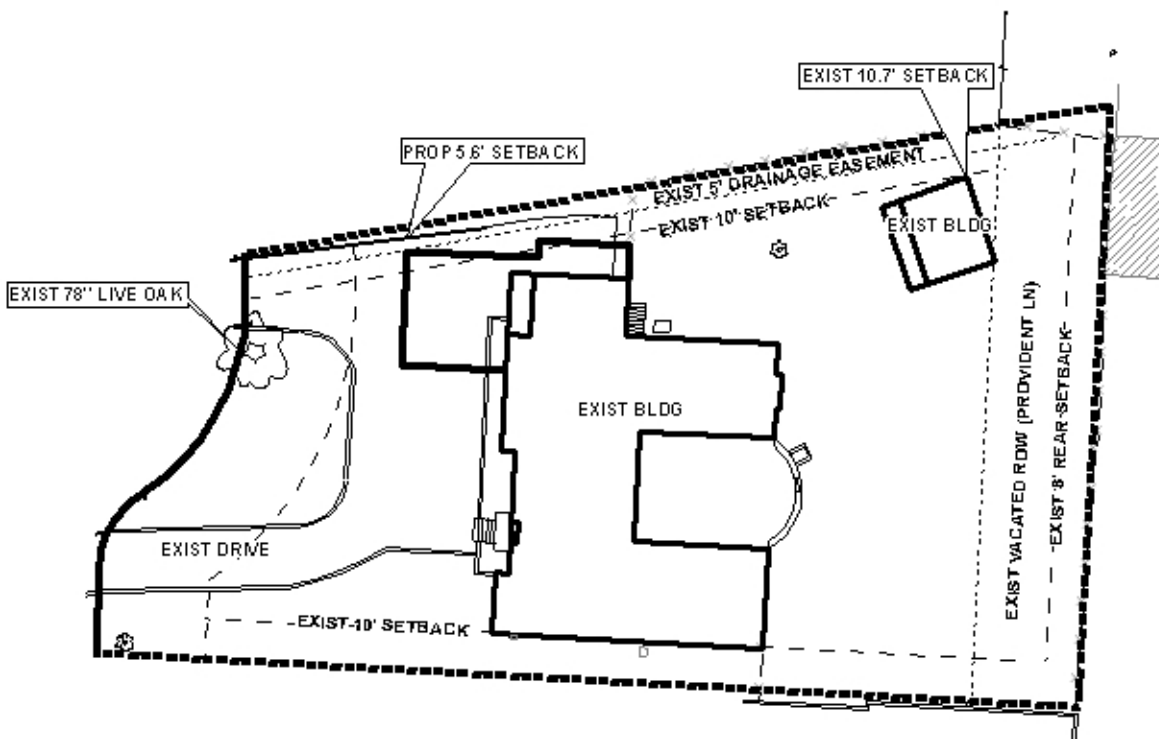 EXIST 10.7' SETBACK
PROP 5.6' SETBACK
EXIST 5' DRAINAGE EASEMENT
EXIST 10' SETBACK
EXIST BLDG
EXIST 78" LIVE OAK
EXIST VACATED ROW (PROVIDENT LN)
EXIST 8' REAR SETBACK
EXIST BLDG
EXIST DRIVE
EXIST 10' SETBACK